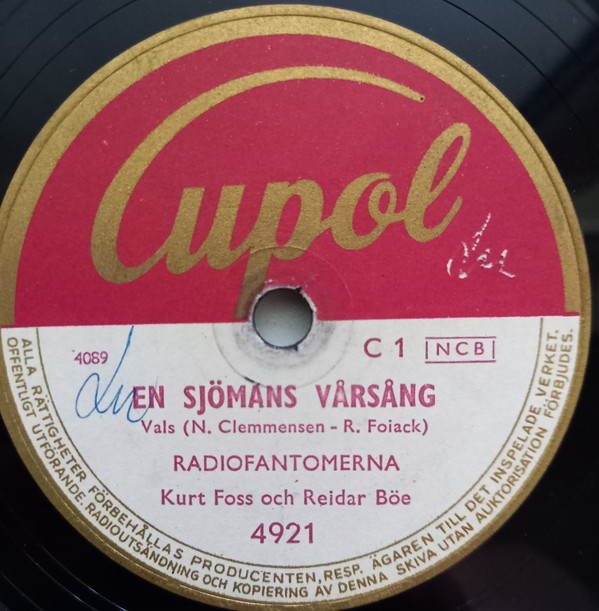 Cupol
4089
C 1 NCB
EN SJÖMANS VÅRSÅNG
Vals (N. Clemmensen - R. Foiack)
RADIOFANTOMERNA
Kurt Foss och Reidar Böe
4921
ALLA RÄTTIGHETER FÖRBEHÅLLAS PRODUCENTEN, RESP. ÄGAREN TILL DET INSPELADE VERKET.
OFFENTLIGT UTFÖRANDE, RADIOUTSÄNDNING OCH KOPIERING AV DENNA SKIVA UTAN AUKTORISATION FÖRBJUDES.